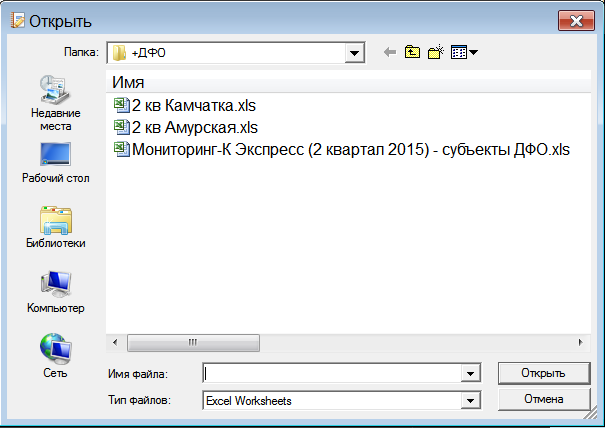 Открыть
Папка: +ДФО
Имя
2 кв Камчатка.xls
2 кв Амурская.xls
Мониторинг-К Экспресс (2 квартал 2015) - субъекты ДФО.xls
Недавние
места
Рабочий стол
Библиотеки
Компьютер
Сеть
Имя файла: Открыть
Тип файлов: Excel Worksheets Отмена